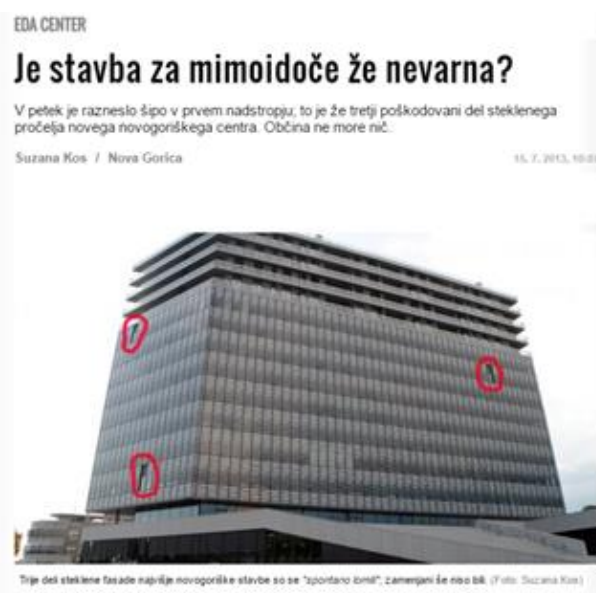 EDA CENTER
Je stavba za mimoidoče že nevarna?
V petek je razneslo šipo v prvem nadstropju; to je že tretji poškodovani del steklenega
pročelja novega novogoriškega centra. Občina ne more nič.
Suzana Kos / Nova Gorica
15. 7. 2013,
Trije deli steklene fasade najvišje novogoriške stavbe so se "spontano lomili", zamenjani še niso bili. (Foto: Suzana Kos)